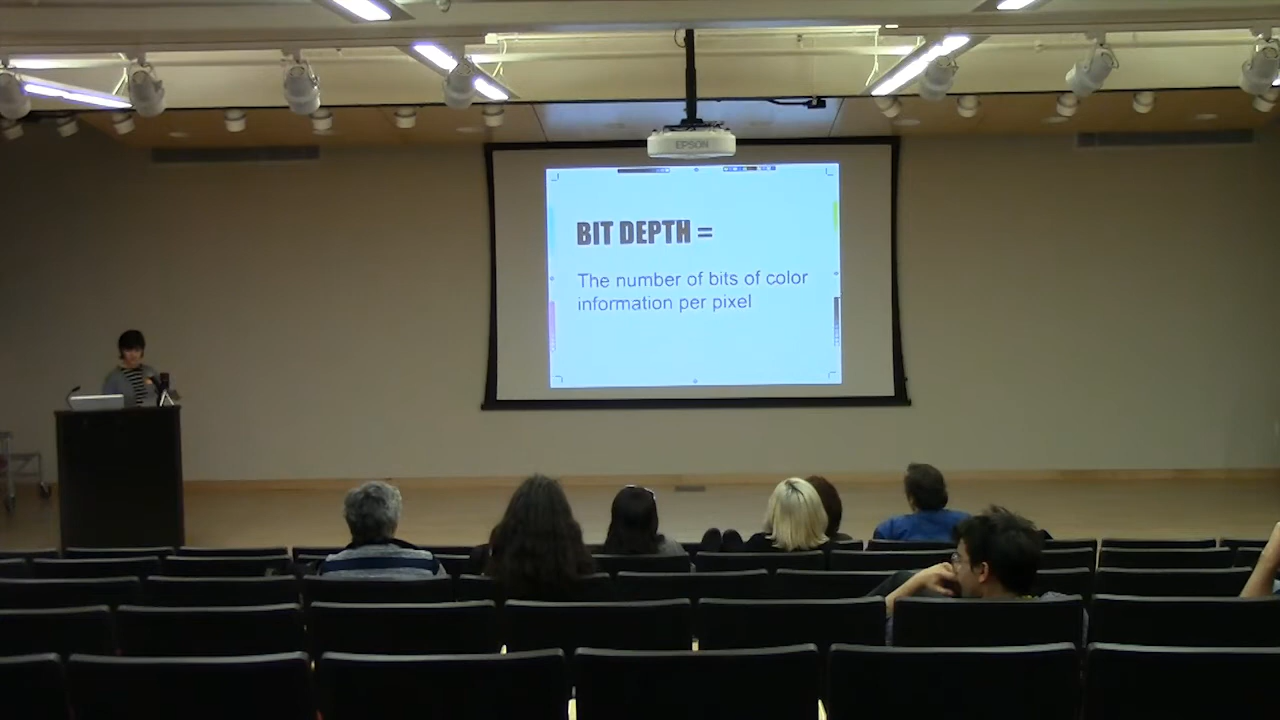 EPSON
BIT DEPTH =
The number of bits of color
information per pixel